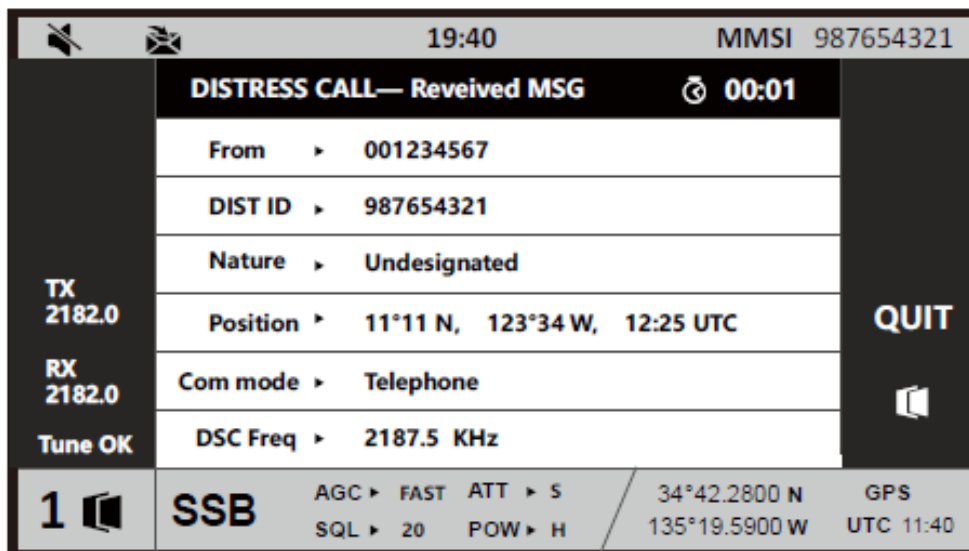 19:40 MMSI 987654321
DISTRESS CALL— Reveived MSG 00:01
From ▸ 001234567
DIST ID ▸ 987654321
Nature ▸ Undesignated
TX
2182.0
Position ▸ 11°11 N, 123°34 W, 12:25 UTC
QUIT
RX
2182.0
Com mode ▸ Telephone
Tune OK
DSC Freq ▸ 2187.5 KHz
1 SSB
AGC ▸ FAST ATT ▸ S
SQL ▸ 20 POW ▸ H
34°42.2800 N
135°19.5900 W
GPS
UTC 11:40